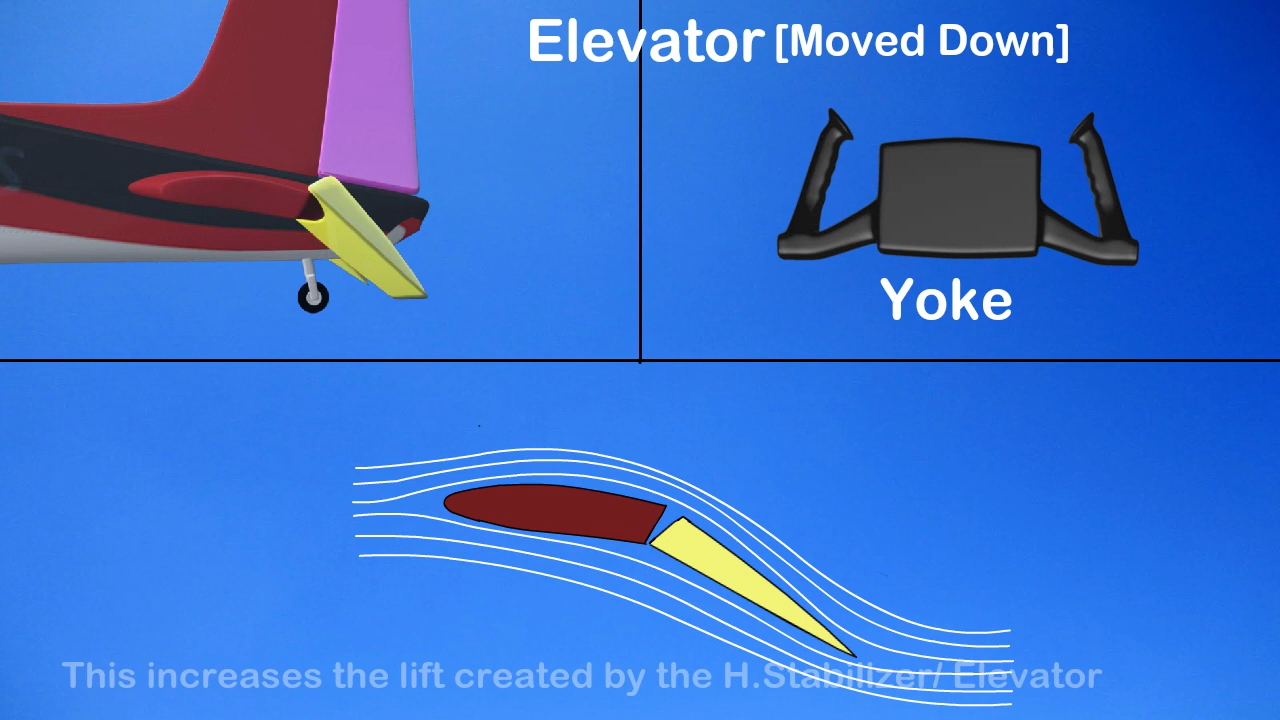 Elevator [Moved Down]
Yoke
This increases the lift created by the H.Stabilizer/ Elevator